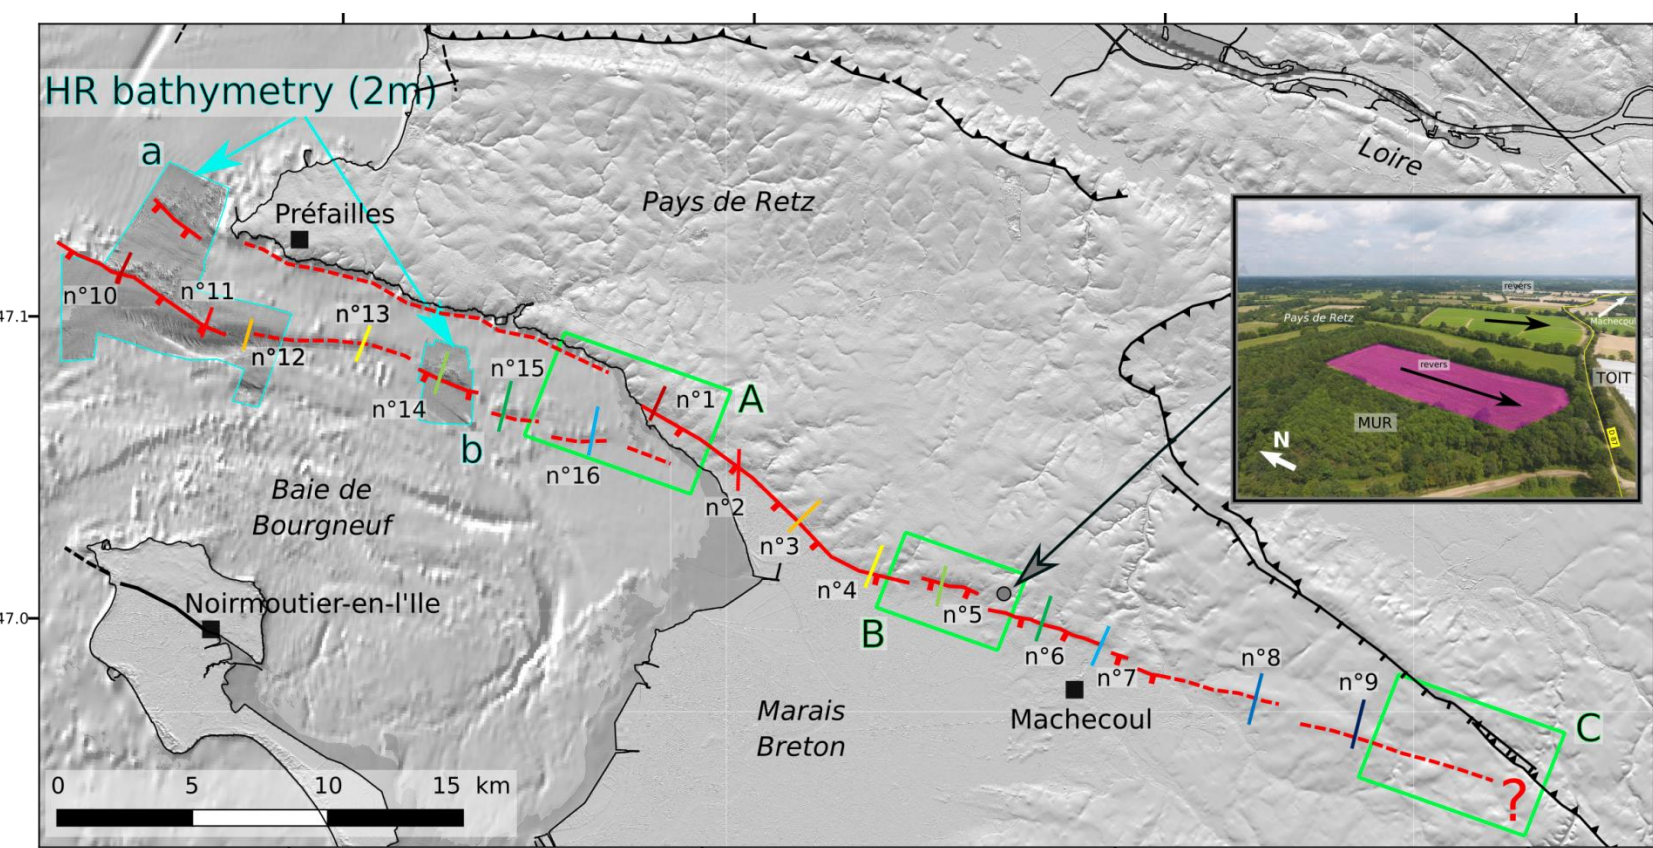 HR bathymetry (2m)
a
Préfailles
Pays de Retz
Loire
n°10
n°11
n°12
n°13
n°14
n°15
n°16
b
A
n°1
n°2
n°3
n°4
B
n°5
n°6
n°7
n°8
n°9
C
?
47.1
47.0
Baie de
Bourgneuf
Noirmoutier-en-l'Ile
Marais
Breton
Machecoul
0 5 10 15 km
revers
Pays de Retz
Machecoul
revers
TOIT
MUR
N